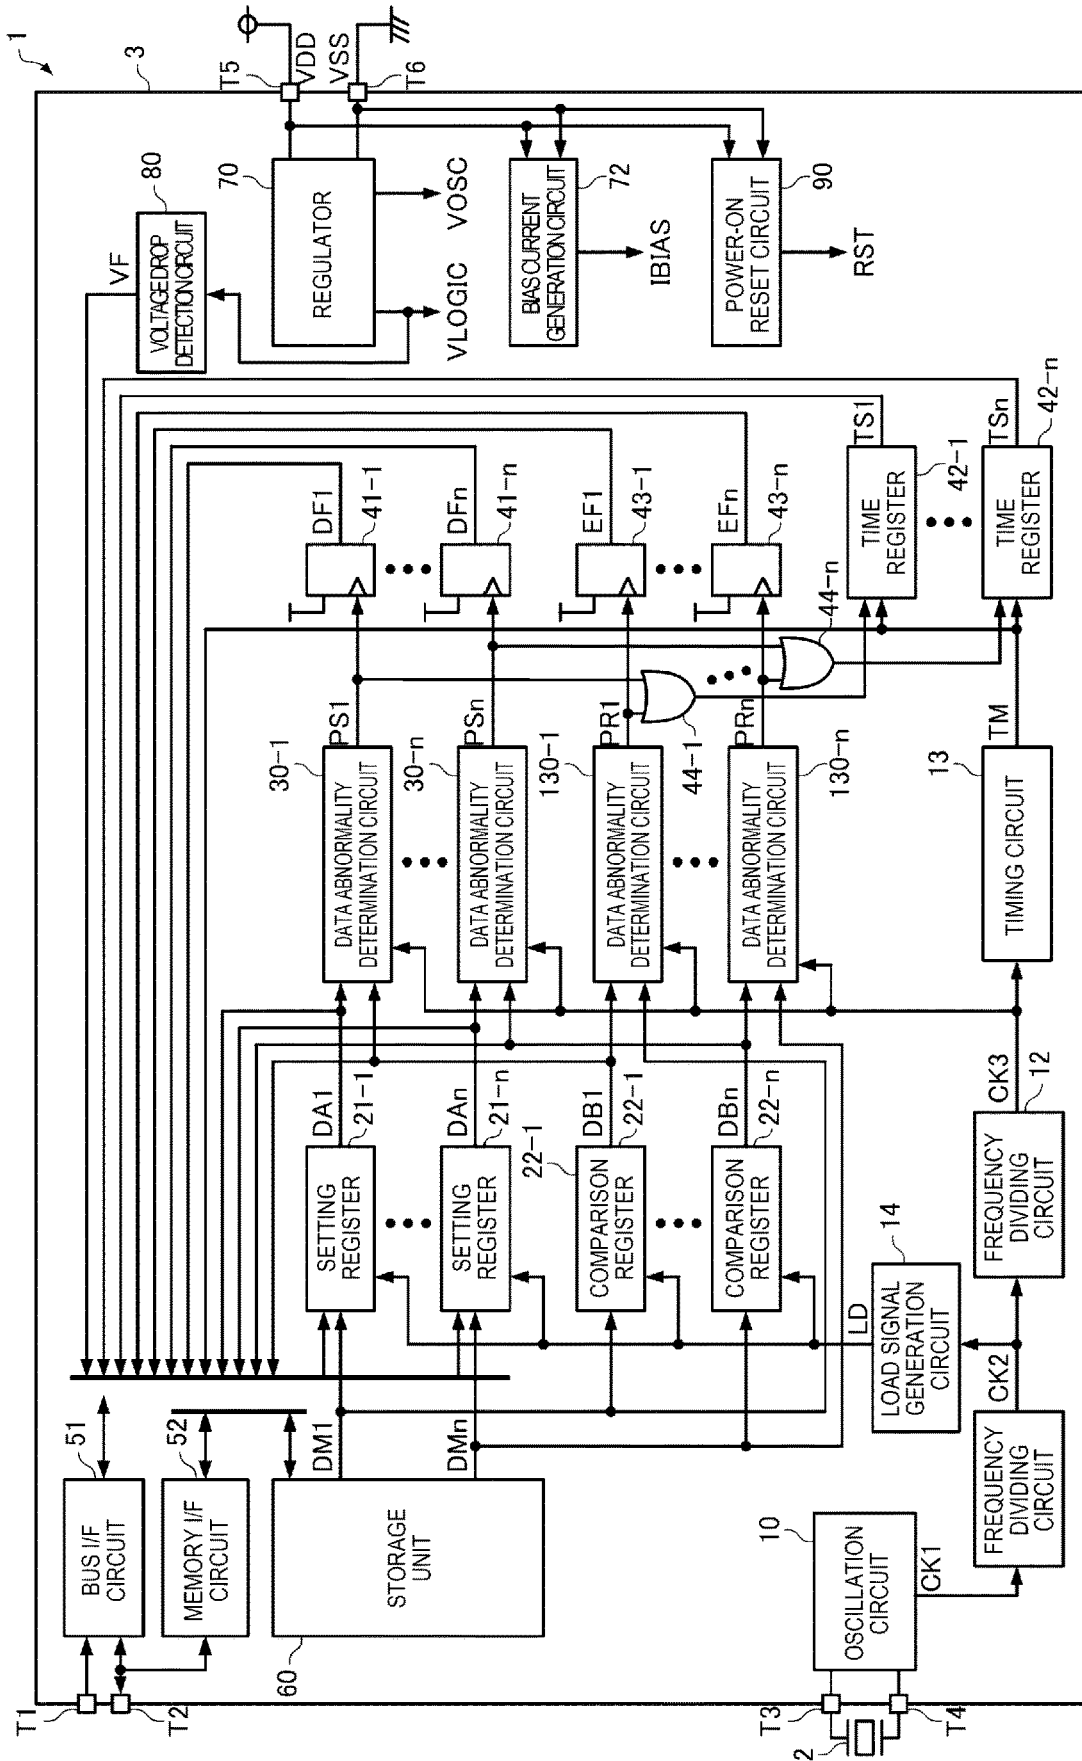 1
3
T1
T2
BUS I/F
CIRCUIT
51
MEMORY I/F
CIRCUIT
52
STORAGE
UNIT
60
DM1
DMn
SETTING
REGISTER
DA1
21-1
SETTING
REGISTER
DAn
21-n
22-1
COMPARISON
REGISTER
DB1
22-1
COMPARISON
REGISTER
DBn
22-n
30-1
DATA ABNORMALITY
DETERMINATION CIRCUIT
PS1
30-n
DATA ABNORMALITY
DETERMINATION CIRCUIT
PSn
130-1
DATA ABNORMALITY
DETERMINATION CIRCUIT
PR1
44-1
DATA ABNORMALITY
DETERMINATION CIRCUIT
PRn
130-n
44-n
DF1
41-1
DFn
41-n
EF1
43-1
EFn
43-n
TIME
REGISTER
TS1
42-1
TIME
REGISTER
TSn
42-n
VF
80
VOLTAGE DROP
DETECTION CIRCUIT
70
REGULATOR
VLOGIC
VOSC
T5
VDD
VSS
T6
BIAS CURRENT
GENERATION CIRCUIT
72
IBIAS
POWER-ON
RESET CIRCUIT
90
RST
T3
2
T4
10
OSCILLATION
CIRCUIT
CK1
FREQUENCY
DIVIDING
CIRCUIT
CK2
LD
14
LOAD SIGNAL
GENERATION
CIRCUIT
FREQUENCY
DIVIDING
CIRCUIT
12
CK3
13
TIMING CIRCUIT
TM